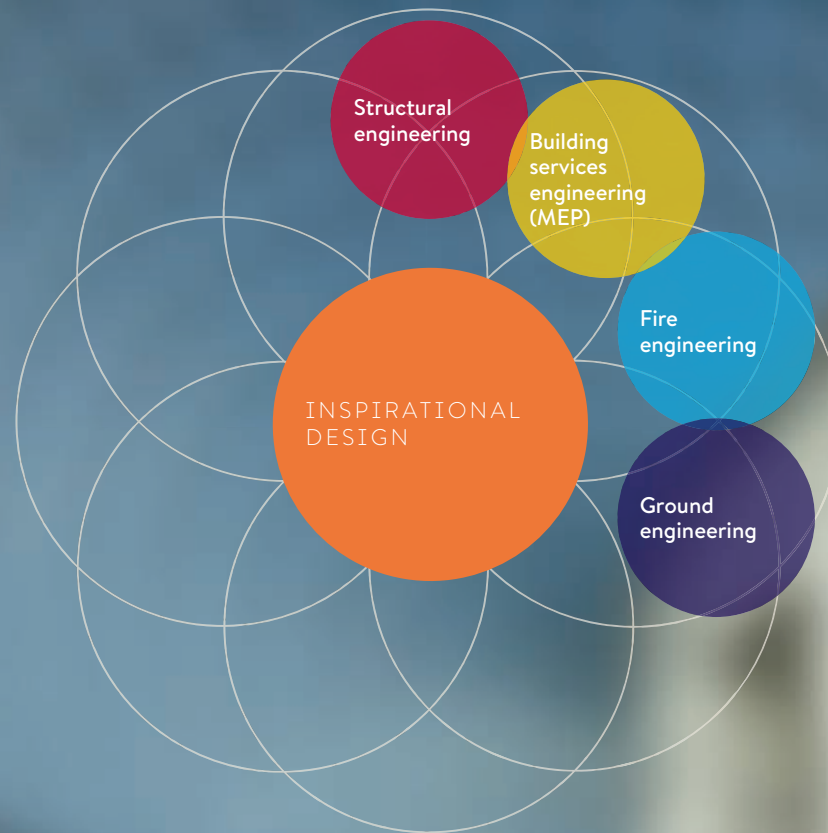 Structural
engineering
Building
services
engineering
(MEP)
Fire
engineering
INSPIRATIONAL
DESIGN
Ground
engineering